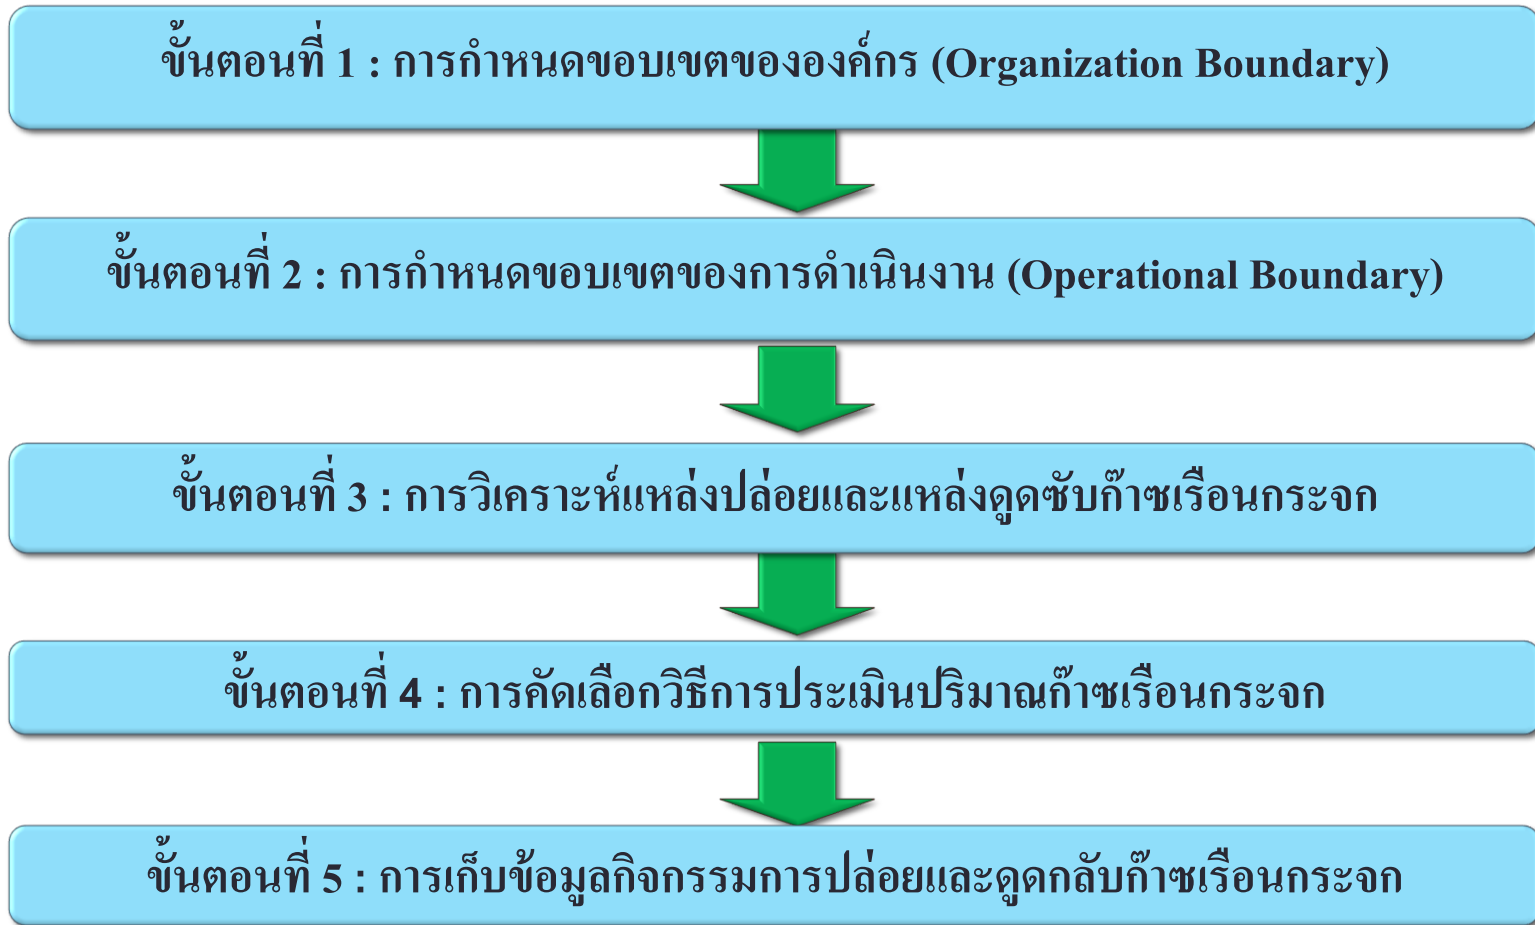 ขั้นตอนที่ 1 : การกำหนดขอบเขตขององค์กร (Organization Boundary)
ขั้นตอนที่ 2 : การกำหนดขอบเขตของการดำเนินงาน (Operational Boundary)
ขั้นตอนที่ 3 : การวิเคราะห์แหล่งปล่อยและแหล่งดูดซับก๊าซเรือนกระจก
ขั้นตอนที่ 4 : การคัดเลือกวิธีการประเมินปริมาณก๊าซเรือนกระจก
ขั้นตอนที่ 5 : การเก็บข้อมูลกิจกรรมการปล่อยและดูดกลับก๊าซเรือนกระจก